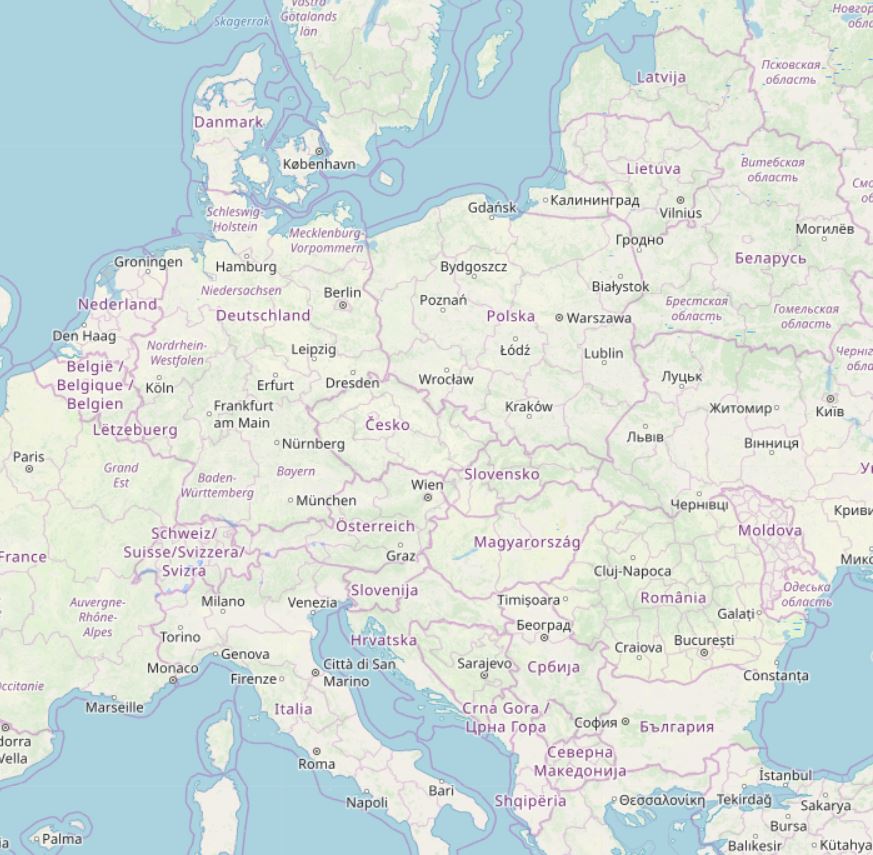 Västra
Götalands
län
Skagerrak
Новгор
Псковская
область
Latvija
Danmark
København
Lietuva
Витебская
область
Schleswig-
Holstein
Gdańsk
Калининград
Vilnius
Могилёв
Mecklenburg-
Vorpommern
Гродно
Groningen
Hamburg
Bydgoszcz
Беларусь
Białystok
Nederland
Niedersachsen
Berlin
Poznań
Брестская
область
Гомельская
область
Deutschland
Polska
Warszawa
Den Haag
Nordrhein-
Westfalen
Leipzig
Łódź
Lublin
België /
Belgique /
Belgien
Köln
Erfurt
Dresden
Wrocław
Луцьк
Frankfurt
am Main
Kraków
Житомир
Київ
Lëtzebuerg
Česko
Львів
Вінниця
Nürnberg
Paris
Grand
Est
Baden-
Württemberg
Bayern
Wien
Slovensko
München
Чернівці
Криви
Schweiz/
Suisse/Svizzera/
Svizra
Österreich
Magyarország
Moldova
France
Graz
Cluj-Napoca
Slovenija
Одеська
область
Auvergne-
Rhône-
Alpes
Milano
Venezia
Timișoara
România
Galați
Torino
Београд
Hrvatska
Genova
Craiova
București
Monaco
Firenze
Città di San
Marino
Sarajevo
Србија
Constanța
Occitanie
Marseille
Italia
Crna Gora /
Црна Гора
София
България
Северна
Македонија
Roma
Napoli
Bari
Shqipëria
Θεσσαλονίκη
Tekirdağ
İstanbul
Sakarya
Bursa
Palma
Balıkesir
Kütahya